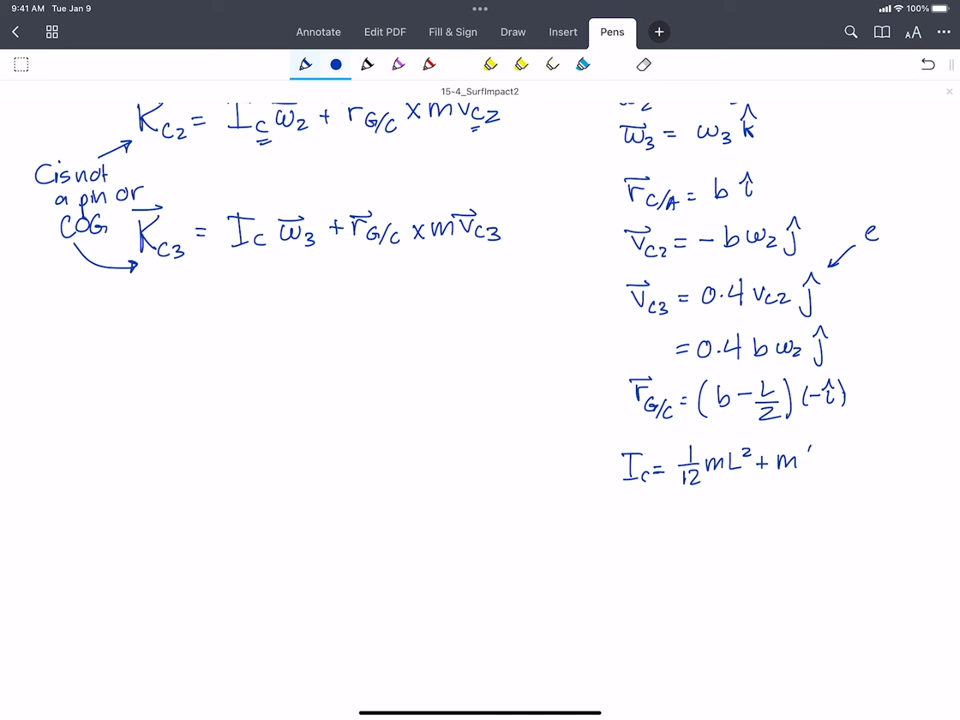 9:41 AM Tue Jan 9
100%
Annotate Edit PDF Fill & Sign Draw Insert Pens
AA
15-4_SurfImpact2
K_C2 = I_C ω⃗_2 + r_G/C × m v_C2
C is not
a pin or
COG
K⃗_C3 = I_C ω⃗_3 + r⃗_G/C × m v⃗_C3
ω⃗_3 = ω_3 k̂
r⃗_C/A = b î
v⃗_C2 = - b ω_2 ĵ
e
v⃗_C3 = 0.4 v_C2 ĵ
= 0.4 b ω_2 ĵ
r⃗_G/C = (b - L/2) (-î)
I_C = 1/12 m L² + m